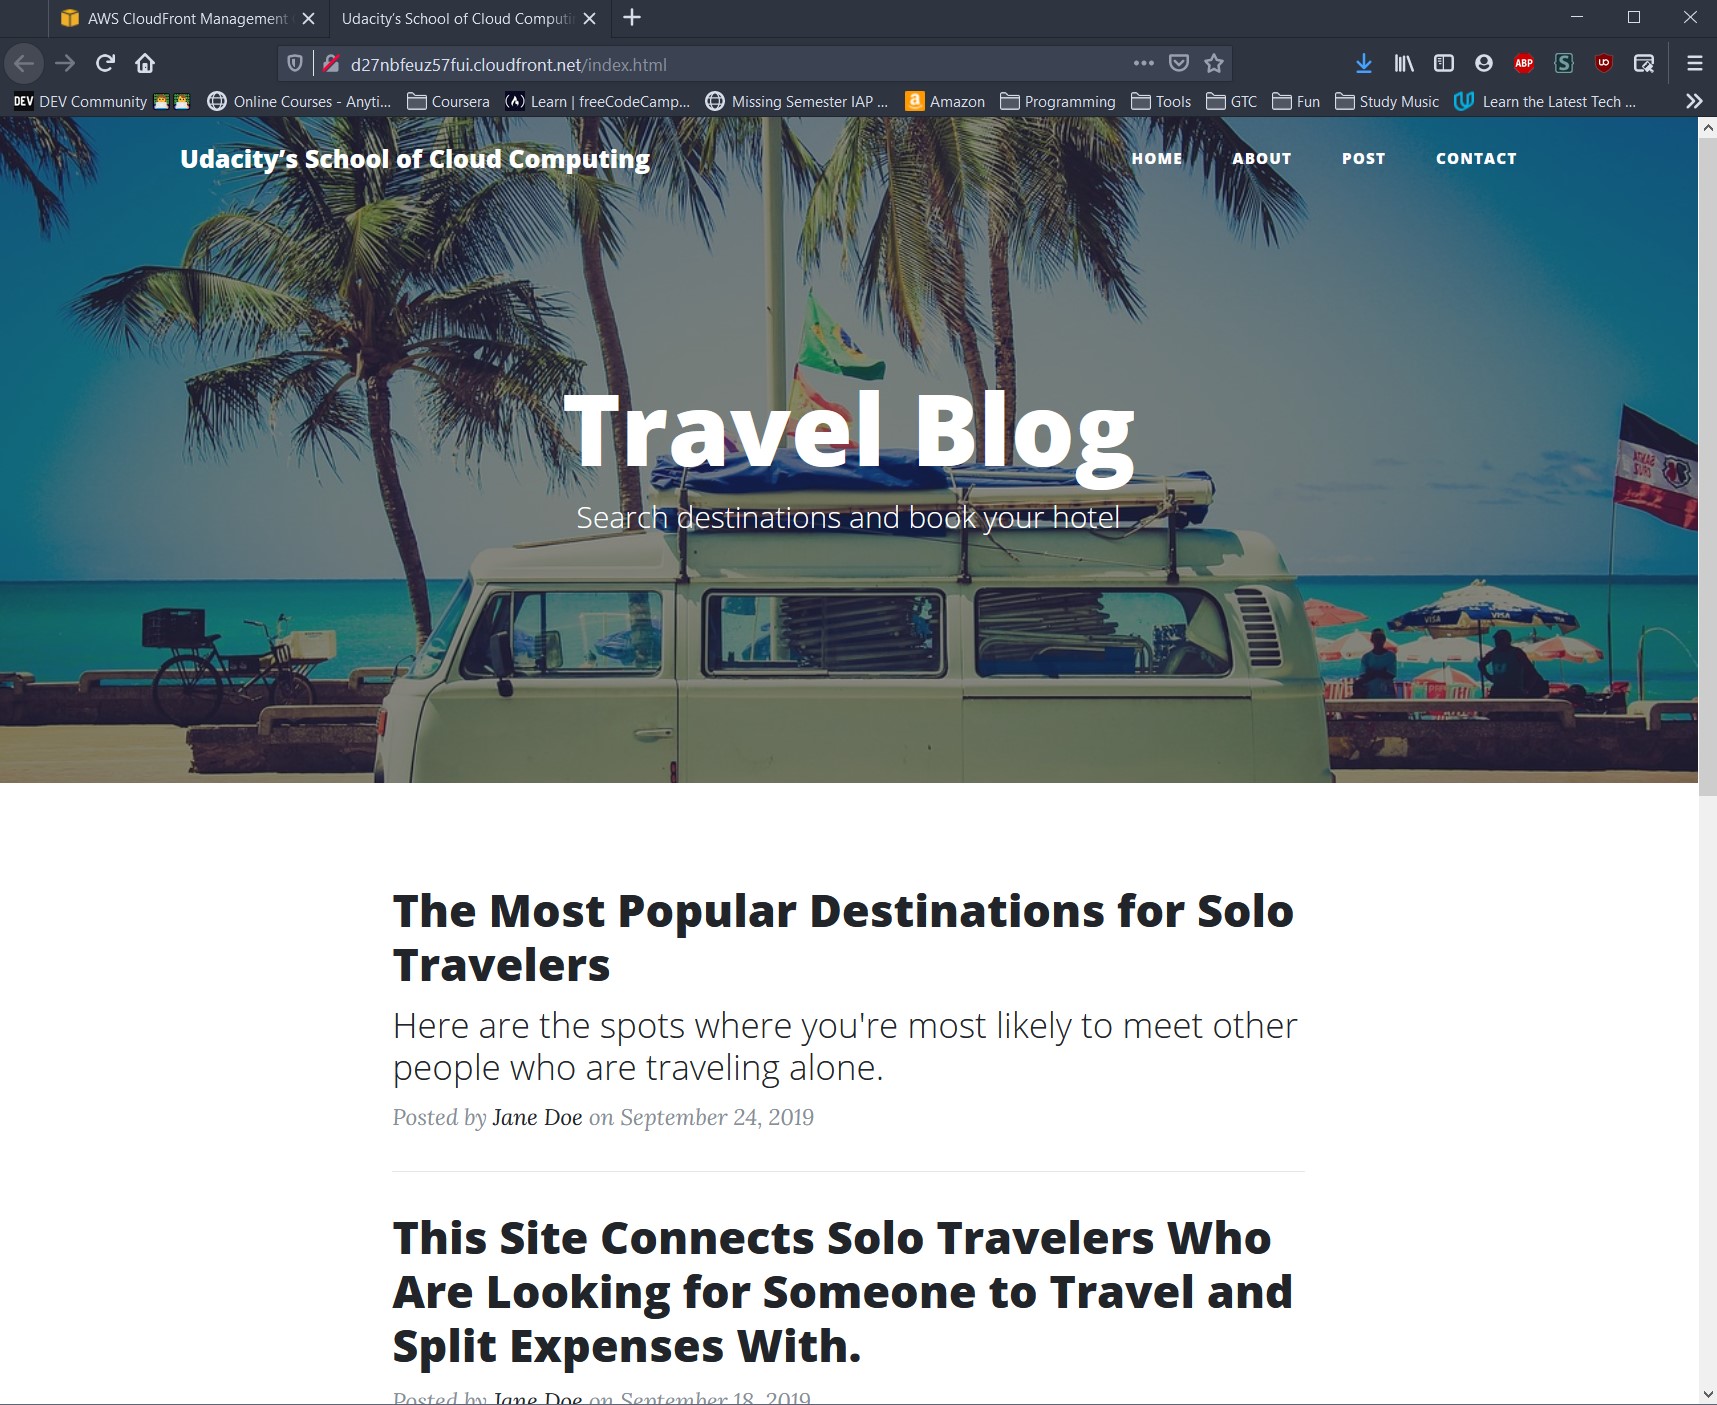 AWS CloudFront Management
Udacity's School of Cloud Computi
d27nbfeuz57fui.cloudfront.net/index.html
ABP
S
DEV DEV Community
Online Courses - Anyti...
Coursera
Learn | freeCodeCamp...
Missing Semester IAP ...
a Amazon
Programming
Tools
GTC
Fun
Study Music
Learn the Latest Tech ...
Udacity’s School of Cloud Computing
HOME
ABOUT
POST
CONTACT
Travel Blog
Search destinations and book your hotel
VISA
VISA
The Most Popular Destinations for Solo
Travelers
Here are the spots where you're most likely to meet other
people who are traveling alone.
Posted by Jane Doe on September 24, 2019
This Site Connects Solo Travelers Who
Are Looking for Someone to Travel and
Split Expenses With.
Posted by Jane Doe on September 18, 2019